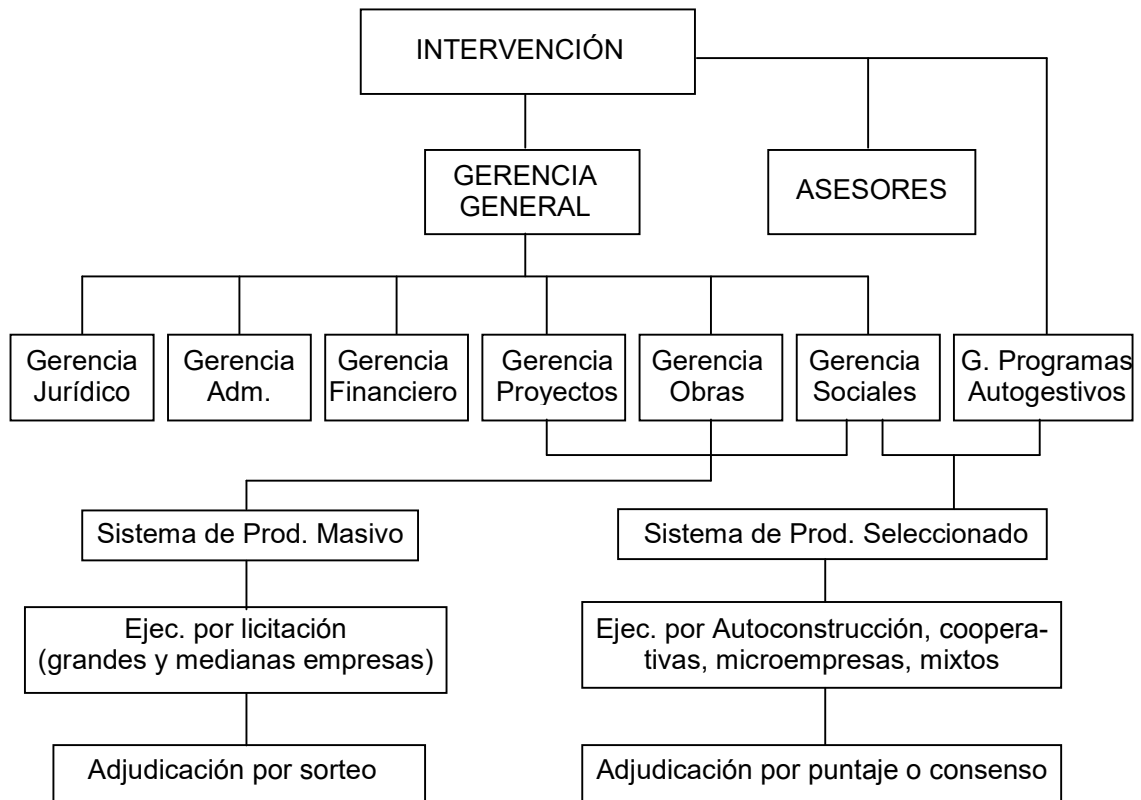 INTERVENCIÓN
GERENCIA
GENERAL
ASESORES
Gerencia
Jurídico
Gerencia
Adm.
Gerencia
Financiero
Gerencia
Proyectos
Gerencia
Obras
Gerencia
Sociales
G. Programas
Autogestivos
Sistema de Prod. Masivo
Sistema de Prod. Seleccionado
Ejec. por licitación
(grandes y medianas empresas)
Ejec. por Autoconstrucción, coopera-
tivas, microempresas, mixtos
Adjudicación por sorteo
Adjudicación por puntaje o consenso